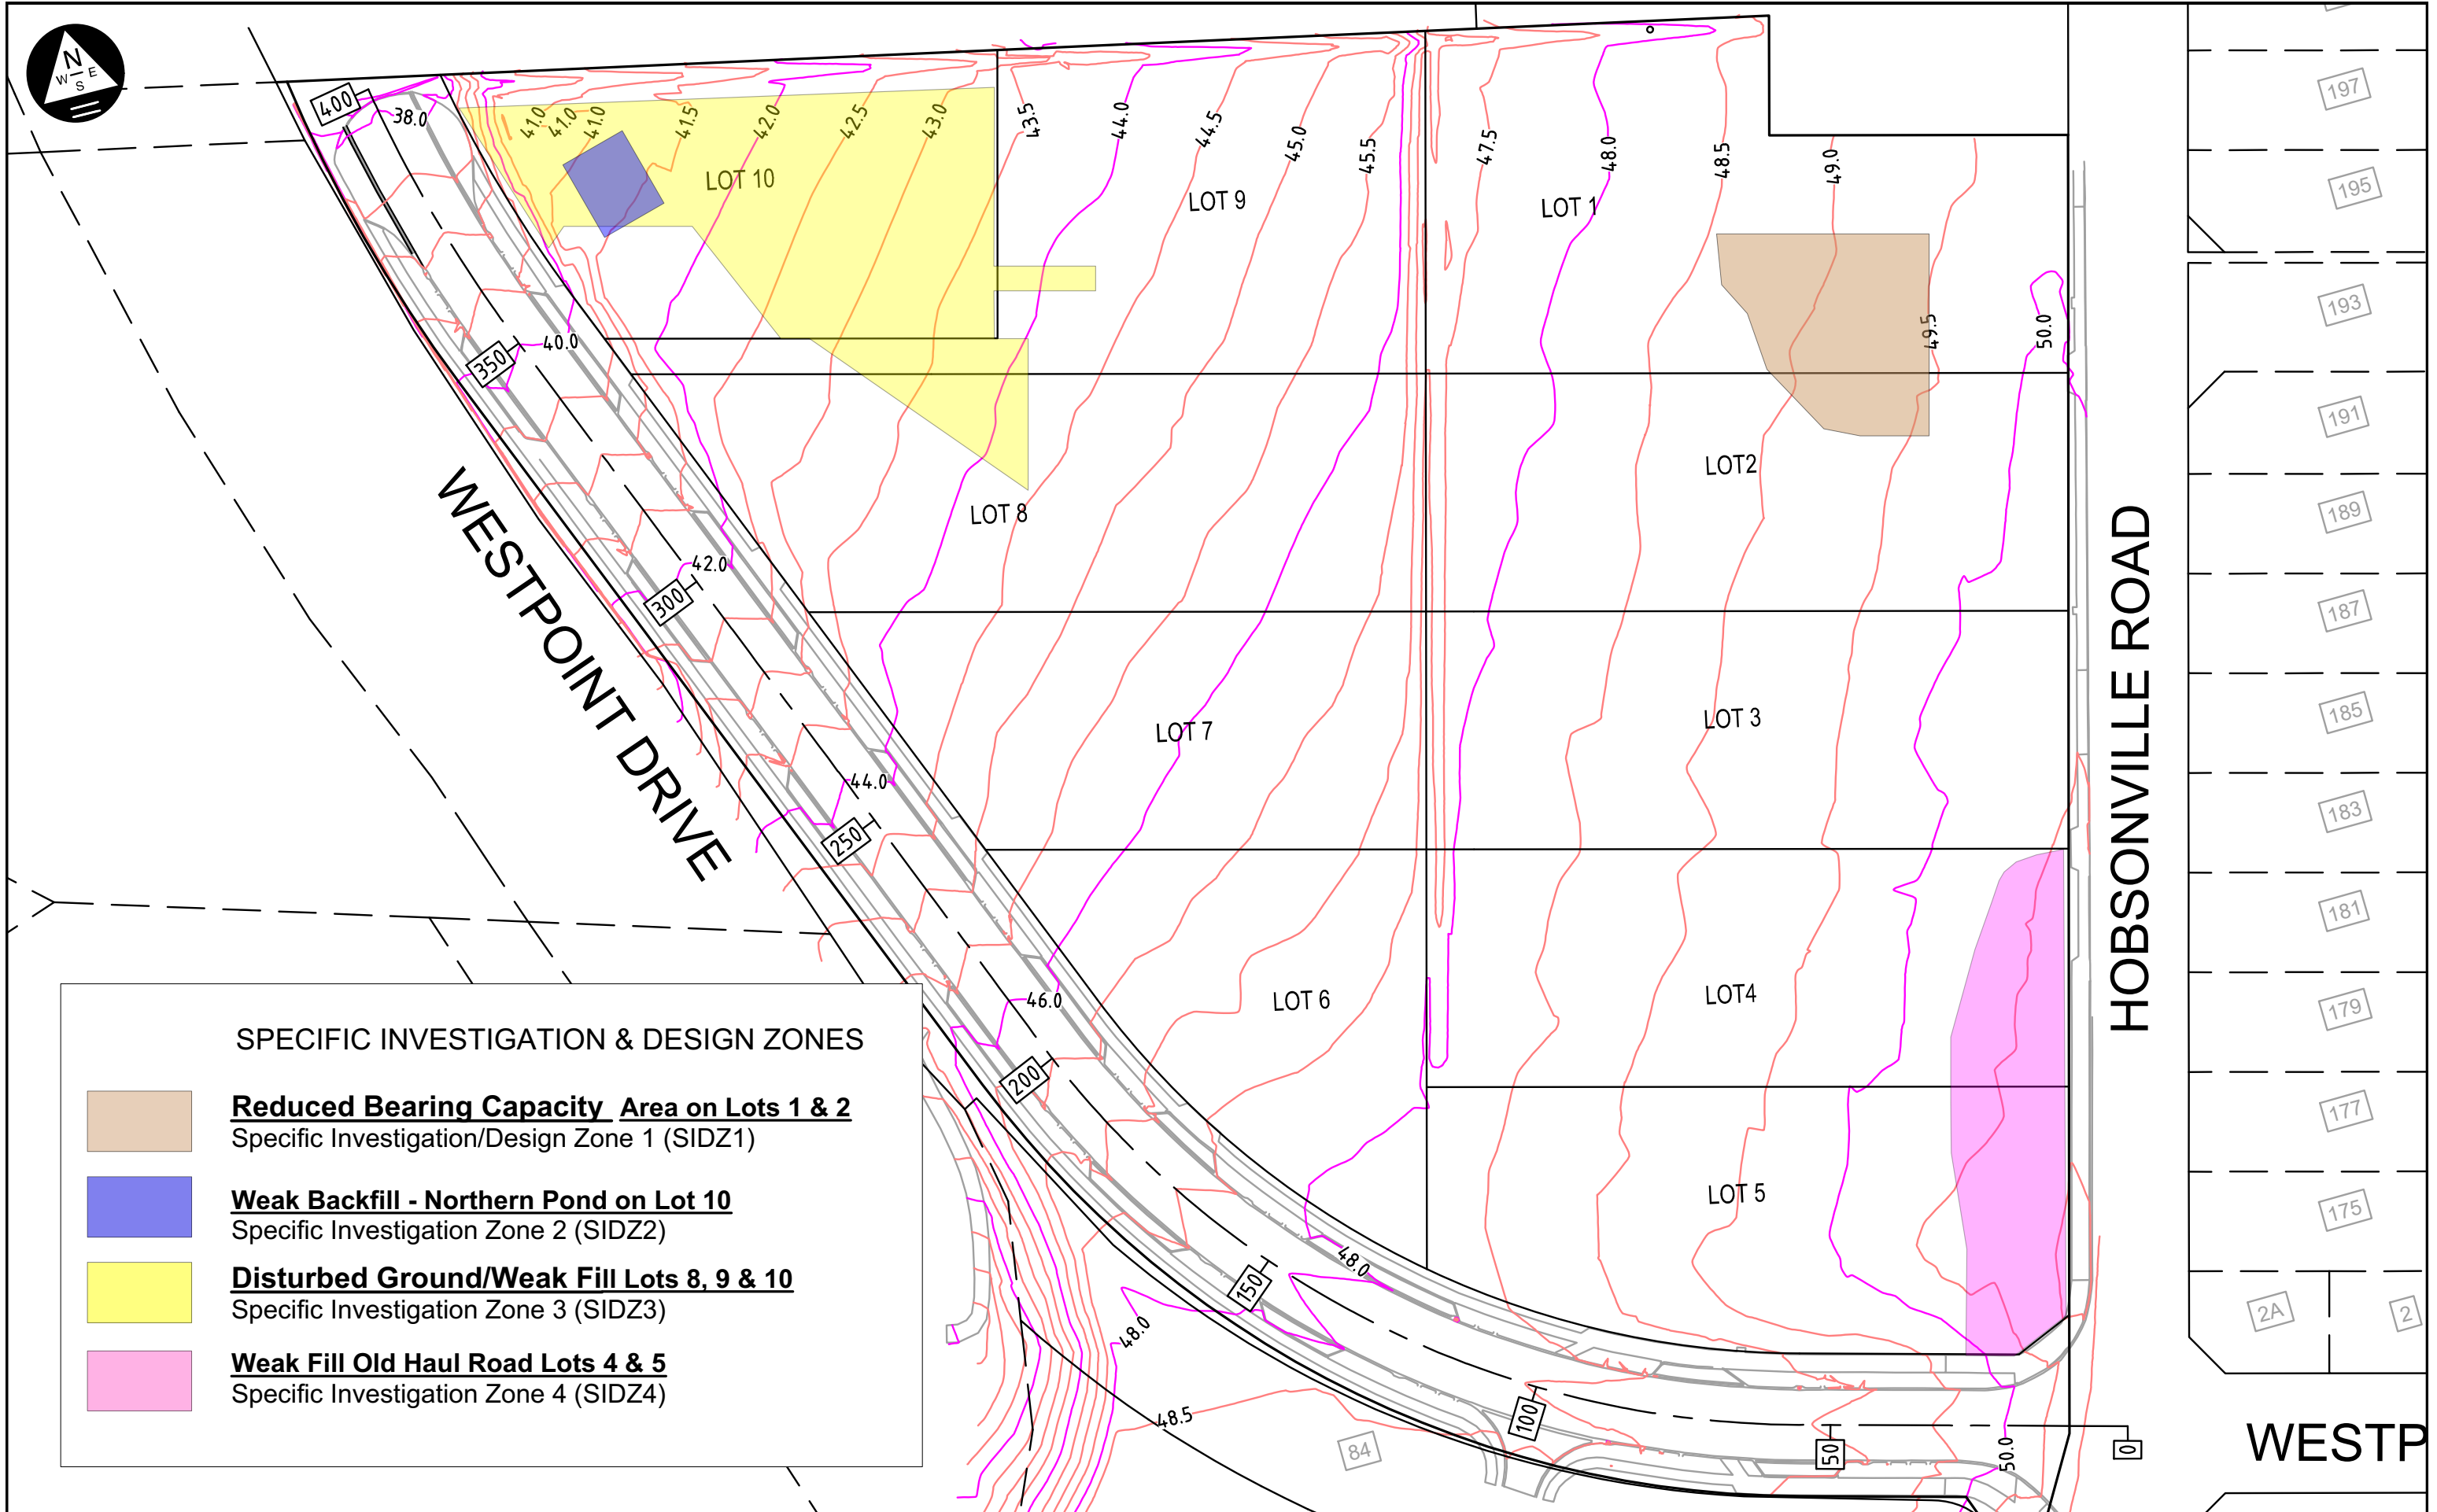 N
W E
S
400
38.0
41.0
41.0
41.0
41.5
42.0
42.5
43.0
43.5
44.0
44.5
45.0
45.5
47.5
48.0
48.5
49.0
49.5
50.0
LOT 10
LOT 9
LOT 1
197
195
193
191
189
187
185
183
181
179
177
175
2A
2
350
40.0
LOT2
LOT 8
WESTPOINT DRIVE
HOBSONVILLE ROAD
42.0
300
LOT 3
LOT 7
44.0
250
LOT 6
LOT4
46.0
200
LOT 5
48.0
150
48.0
48.5
100
84
50
50.0
0
WESTP
SPECIFIC INVESTIGATION & DESIGN ZONES
Reduced Bearing Capacity Area on Lots 1 & 2
Specific Investigation/Design Zone 1 (SIDZ1)
Weak Backfill - Northern Pond on Lot 10
Specific Investigation Zone 2 (SIDZ2)
Disturbed Ground/Weak Fill Lots 8, 9 & 10
Specific Investigation Zone 3 (SIDZ3)
Weak Fill Old Haul Road Lots 4 & 5
Specific Investigation Zone 4 (SIDZ4)